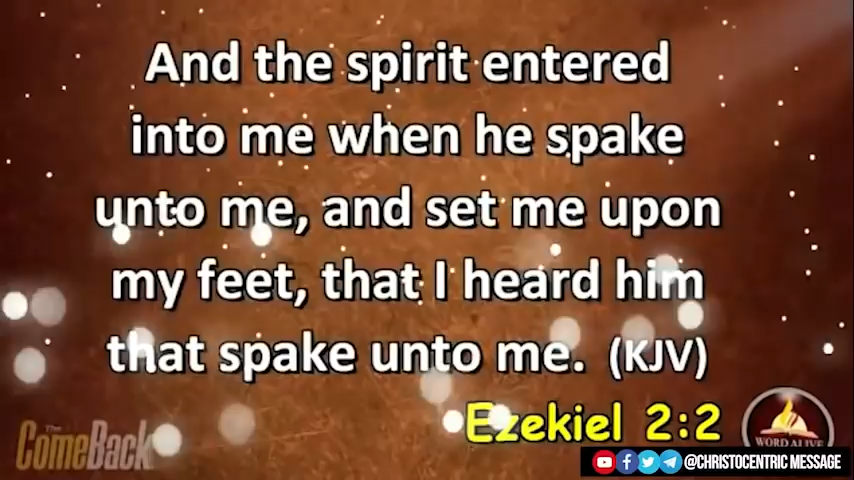 And the spirit entered
into me when he spake
unto me, and set me upon
my feet, that I heard him
that spake unto me. (KJV)
Ezekiel 2:2
The
ComeBack
WORD ALIVE
@CHRISTOCENTRIC MESSAGE